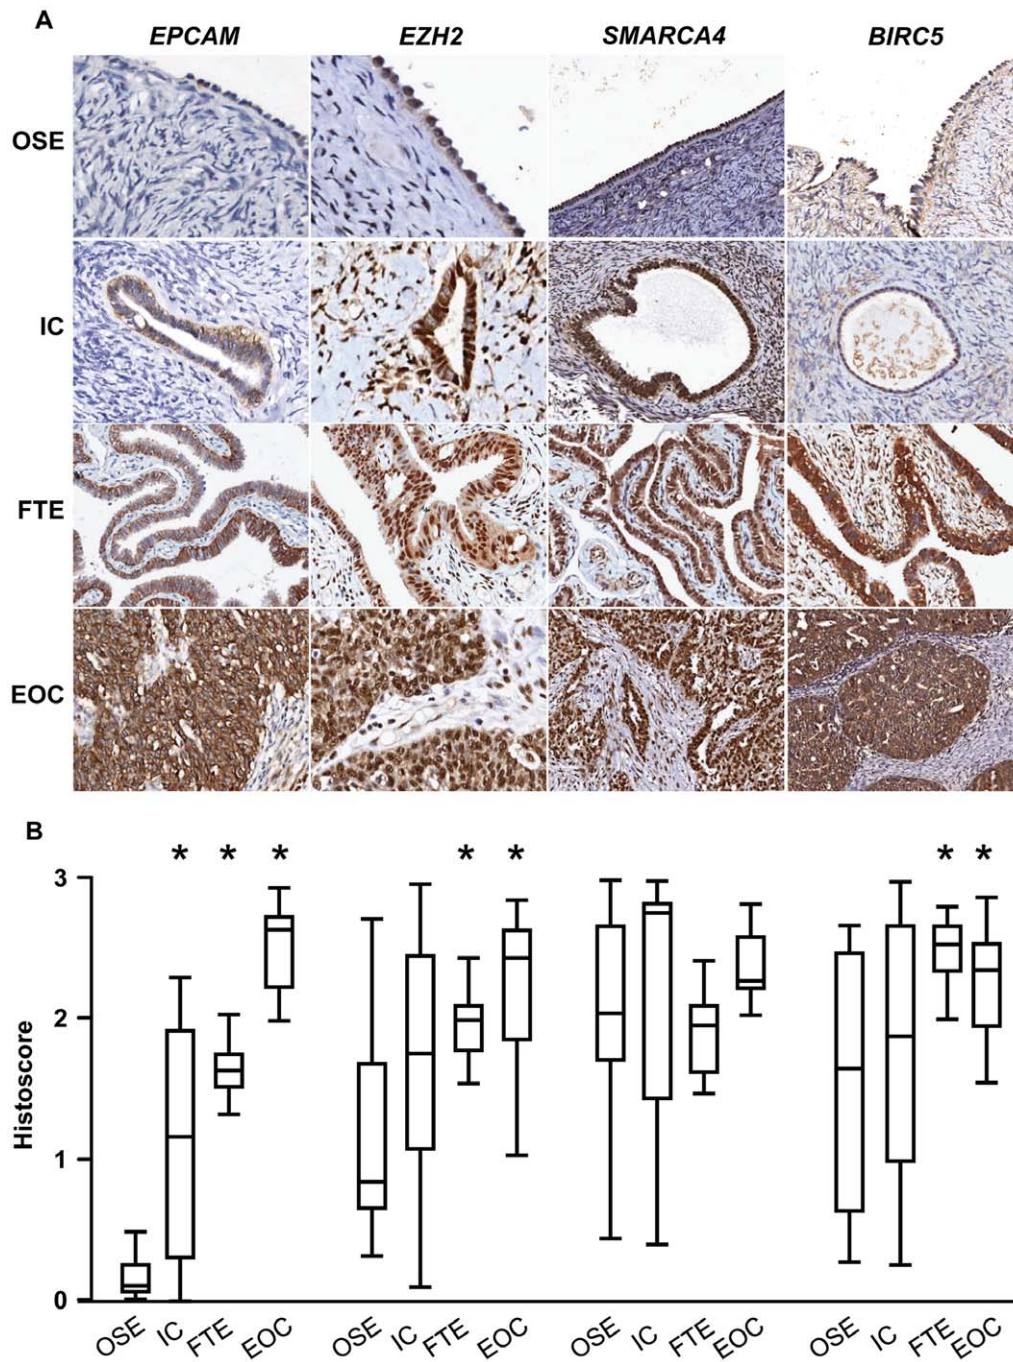 A
EPCAM EZH2 SMARCA4 BIRC5
OSE
IC
FTE
EOC
B
* * * * * * *
3
2
1
0
Histoscore
OSE IC FTE EOC OSE IC FTE EOC OSE IC FTE EOC OSE IC FTE EOC